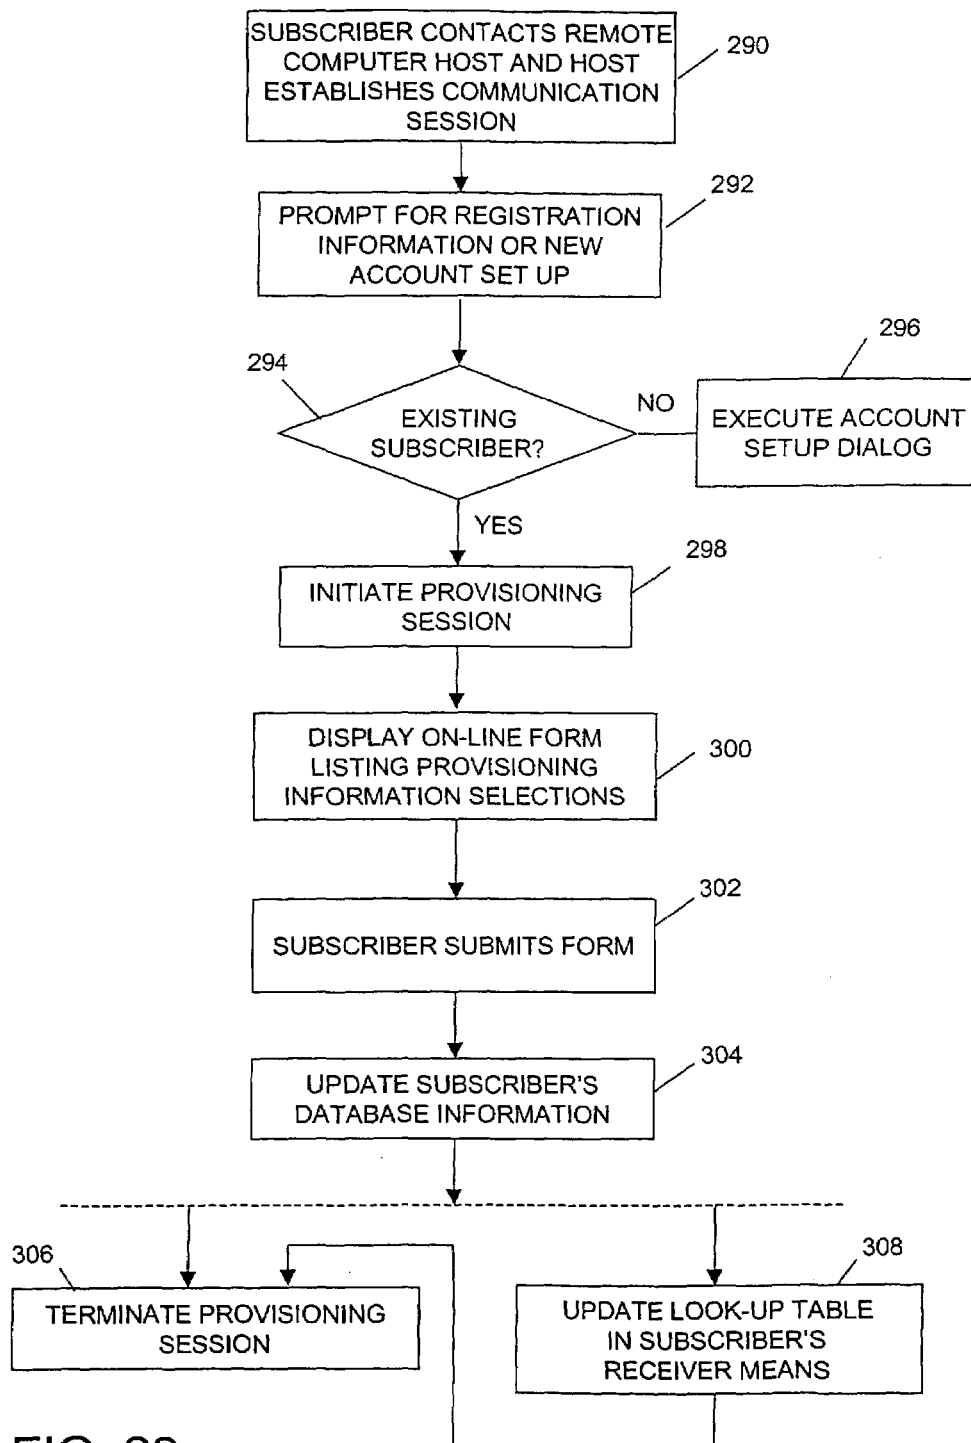 SUBSCRIBER CONTACTS REMOTE
COMPUTER HOST AND HOST
ESTABLISHES COMMUNICATION
SESSION
290
292
PROMPT FOR REGISTRATION
INFORMATION OR NEW
ACCOUNT SET UP
294
EXISTING
SUBSCRIBER?
NO
296
EXECUTE ACCOUNT
SETUP DIALOG
YES
298
INITIATE PROVISIONING
SESSION
DISPLAY ON-LINE FORM
LISTING PROVISIONING
INFORMATION SELECTIONS
300
302
SUBSCRIBER SUBMITS FORM
304
UPDATE SUBSCRIBER'S
DATABASE INFORMATION
306
TERMINATE PROVISIONING
SESSION
308
UPDATE LOOK-UP TABLE
IN SUBSCRIBER'S
RECEIVER MEANS
FIG.